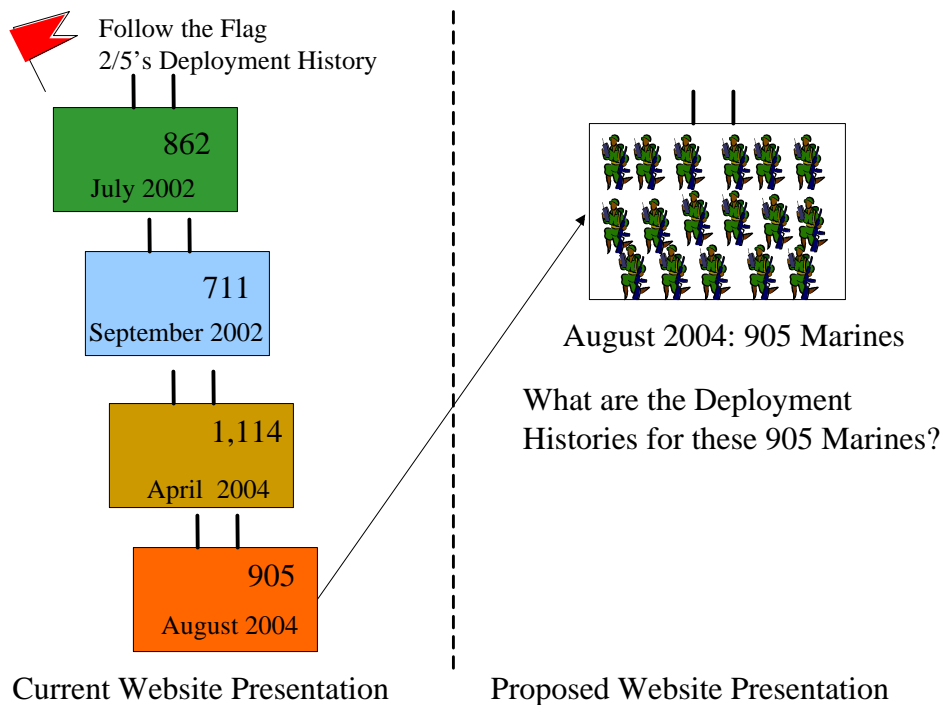 Follow the Flag
2/5's Deployment History
862
July 2002
711
September 2002
1,114
April 2004
905
August 2004
Current Website Presentation
August 2004: 905 Marines
What are the Deployment
Histories for these 905 Marines?
Proposed Website Presentation